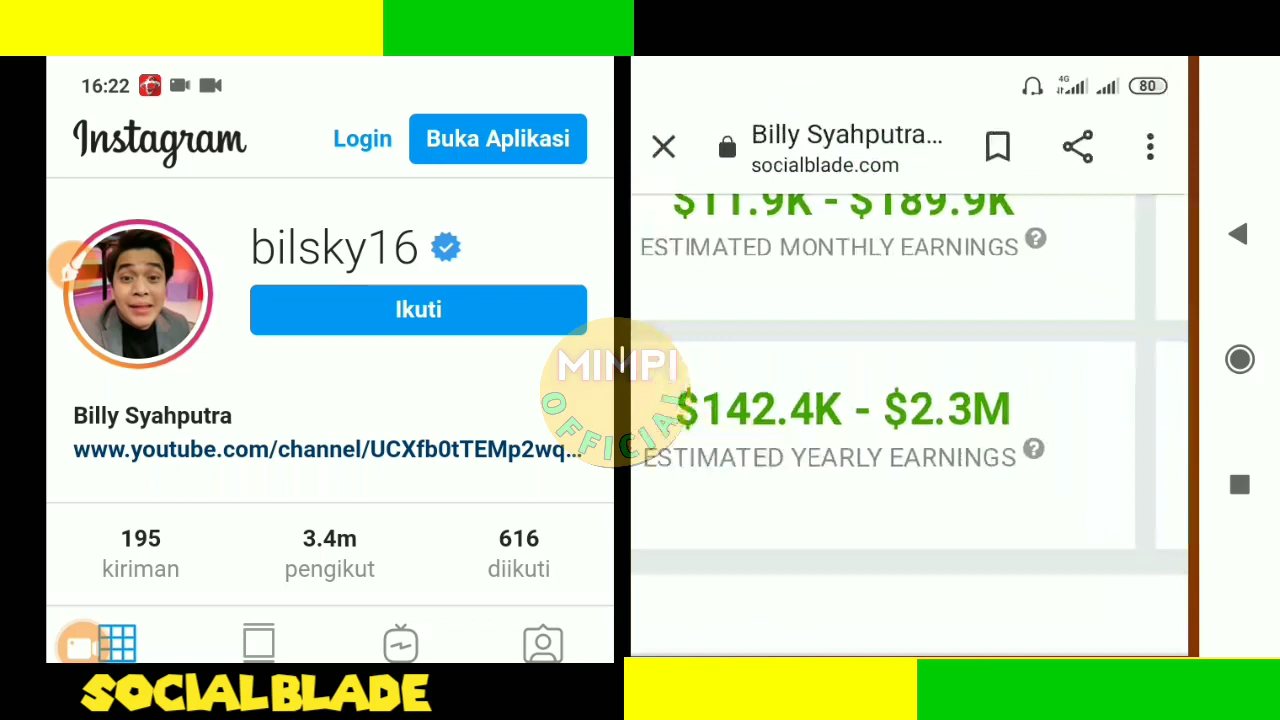 16:22
Instagram
Login
Buka Aplikasi
bilsky16
Ikuti
Billy Syahputra
www.youtube.com/channel/UCXfb0tTEMp2wq...
195
kiriman
3.4m
pengikut
616
diikuti
SOCIALBLADE
MIMPI
OFFICIAL
4G
80
Billy Syahputra...
socialblade.com
$11.9K - $189.9K
ESTIMATED MONTHLY EARNINGS ?
$142.4K - $2.3M
ESTIMATED YEARLY EARNINGS ?